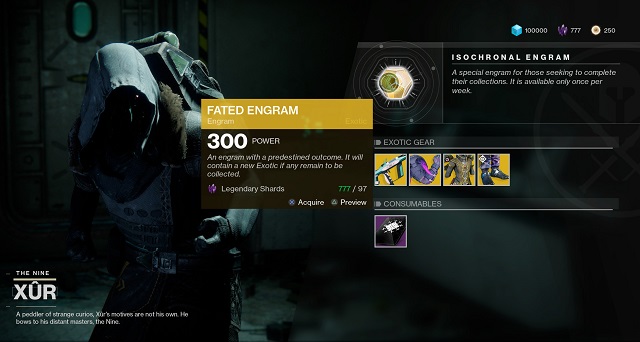 100000 777 250
ISOCHRONAL ENGRAM
A special engram for those seeking to complete
their collections. It is available only once per
week.
FATED ENGRAM
Engram Exotic
300 POWER
An engram with a predestined outcome. It will
contain a new Exotic if any remain to be
collected.
Legendary Shards 777 / 97
Acquire Preview
EXOTIC GEAR
CONSUMABLES
THE NINE
XÛR
A peddler of strange curios, Xûr's motives are not his own. He
bows to his distant masters, the Nine.